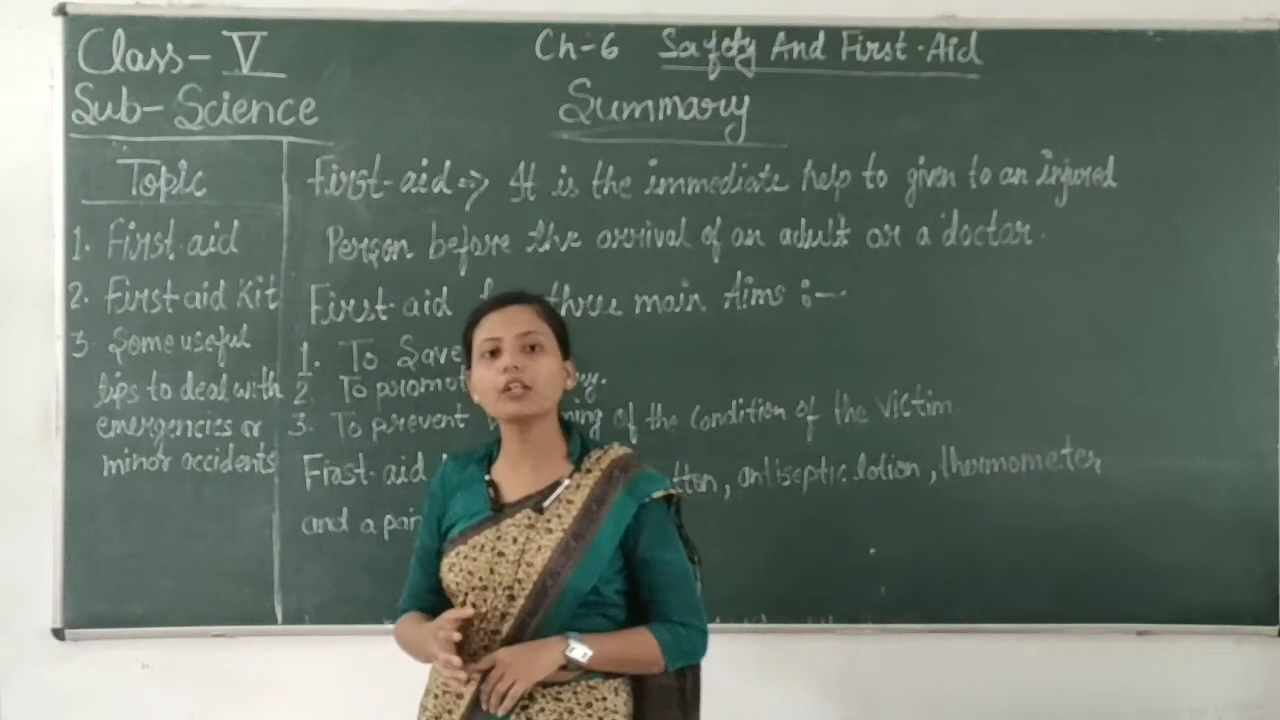 Class- V
Sub- Science
Ch-6 Safety And First-Aid
Summary
Topic
1. First aid
2. First aid Kit
3 Some useful
tips to deal with
emergencies or
minor accidents
First-aid => It is the immediate help to given to an injured
Person before the arrival of an adult or a doctor.
First-aid three main Aims :-
1. To Save
2. To promot
3. To prevent of the condition of the victim
First-aid antiseptic lotion, thermometer
and a pair